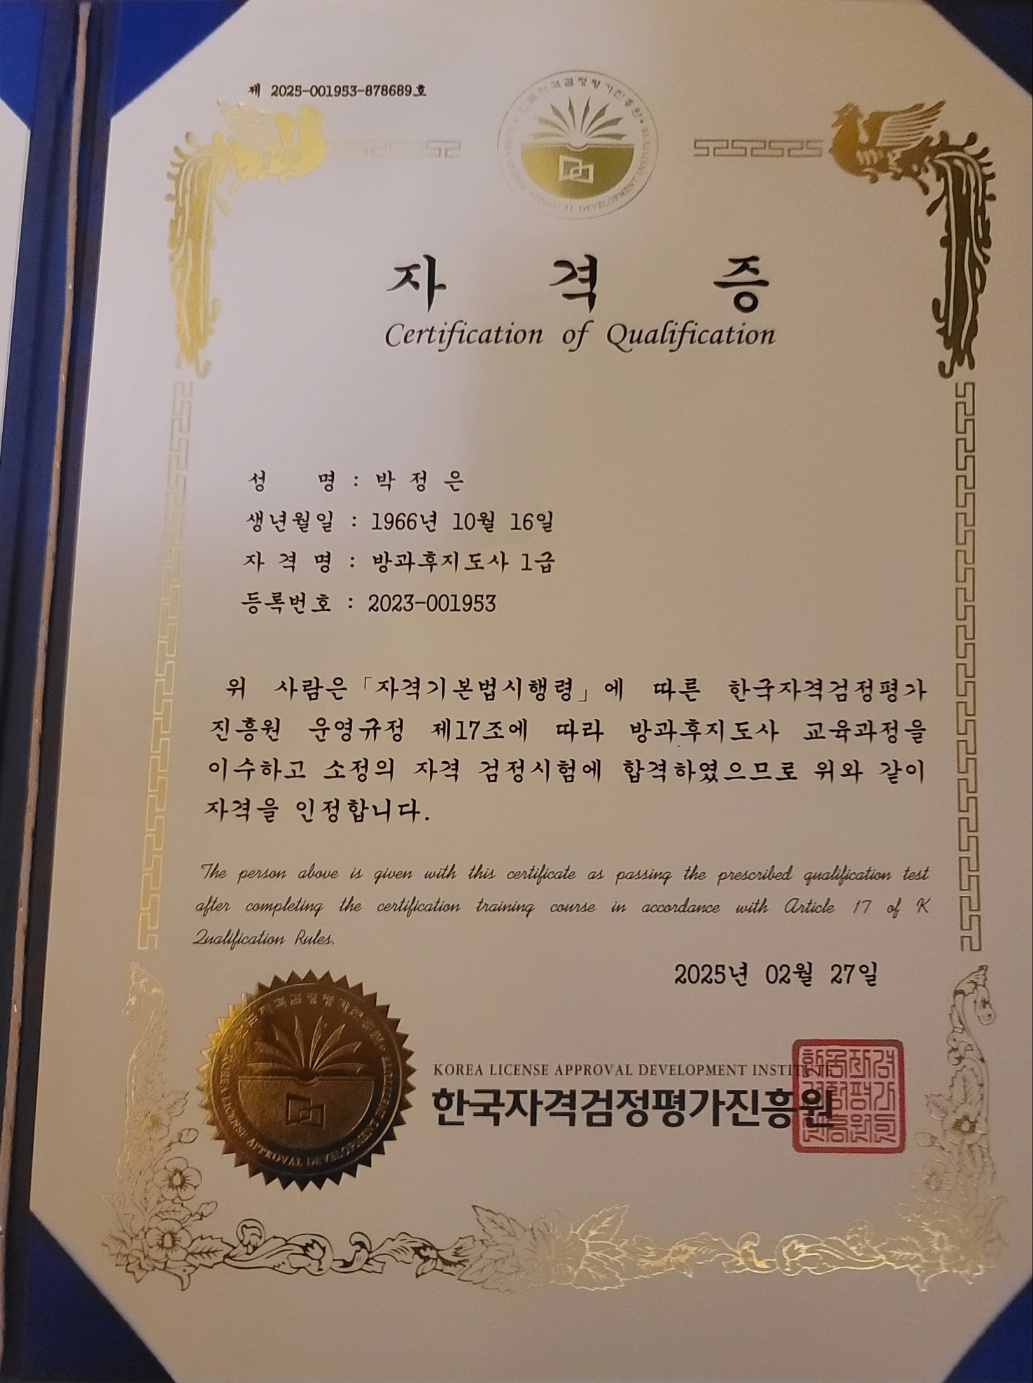 제 2025-001953-878689호
자 격 증
Certification of Qualification
성 명 : 박 정 은
생년월일 : 1966년 10월 16일
자 격 명 : 방과후지도사 1급
등록번호 : 2023-001953
위 사람은 「자격기본법시행령」에 따른 한국자격검정평가
진흥원 운영규정 제17조에 따라 방과후지도사 교육과정을
이수하고 소정의 자격 검정시험에 합격하였으므로 위와 같이
자격을 인정합니다.
The person above is given with this certificate as passing the prescribed qualification test
after completing the certification training course in accordance with Article 17 of K
Qualification Rules.
2025년 02월 27일
KOREA LICENSE APPROVAL DEVELOPMENT INSTITUTE
한국자격검정평가진흥원